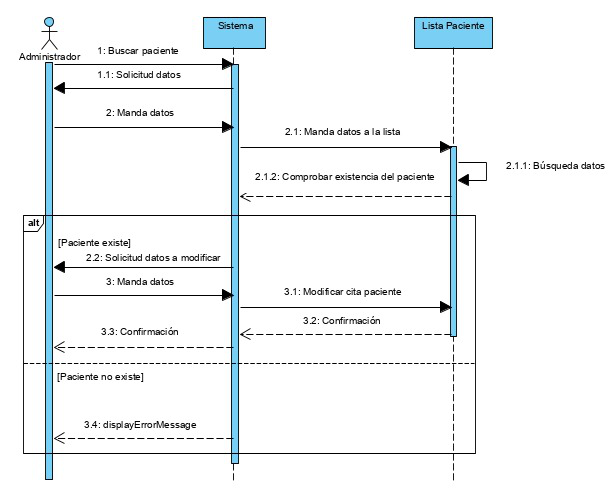 Sistema
Lista Paciente
Administrador
1: Buscar paciente
1.1: Solicitud datos
2: Manda datos
2.1: Manda datos a la lista
2.1.1: Búsqueda datos
2.1.2: Comprobar existencia del paciente
alt
[Paciente existe]
2.2: Solicitud datos a modificar
3: Manda datos
3.1: Modificar cita paciente
3.2: Confirmación
3.3: Confirmación
[Paciente no existe]
3.4: displayErrorMessage